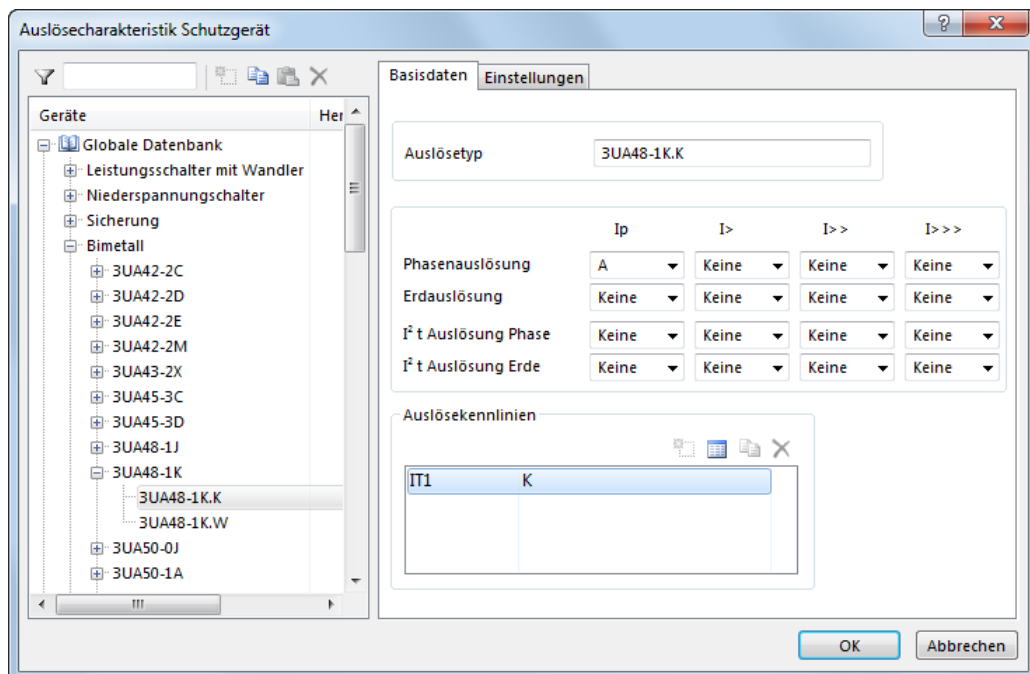 Auslösecharakteristik Schutzgerät
Geräte Her
Globale Datenbank
Leistungsschalter mit Wandler
Niederspannungschalter
Sicherung
Bimetall
3UA42-2C
3UA42-2D
3UA42-2E
3UA42-2M
3UA43-2X
3UA45-3C
3UA45-3D
3UA48-1J
3UA48-1K
3UA48-1K.K
3UA48-1K.W
3UA50-0J
3UA50-1A
Basisdaten Einstellungen
Auslösetyp 3UA48-1K.K
Ip I> I>> I>>>
Phasenauslösung A Keine Keine Keine
Erdauslösung Keine Keine Keine Keine
I² t Auslösung Phase Keine Keine Keine Keine
I² t Auslösung Erde Keine Keine Keine Keine
Auslösekennlinien
IT1 K
OK Abbrechen